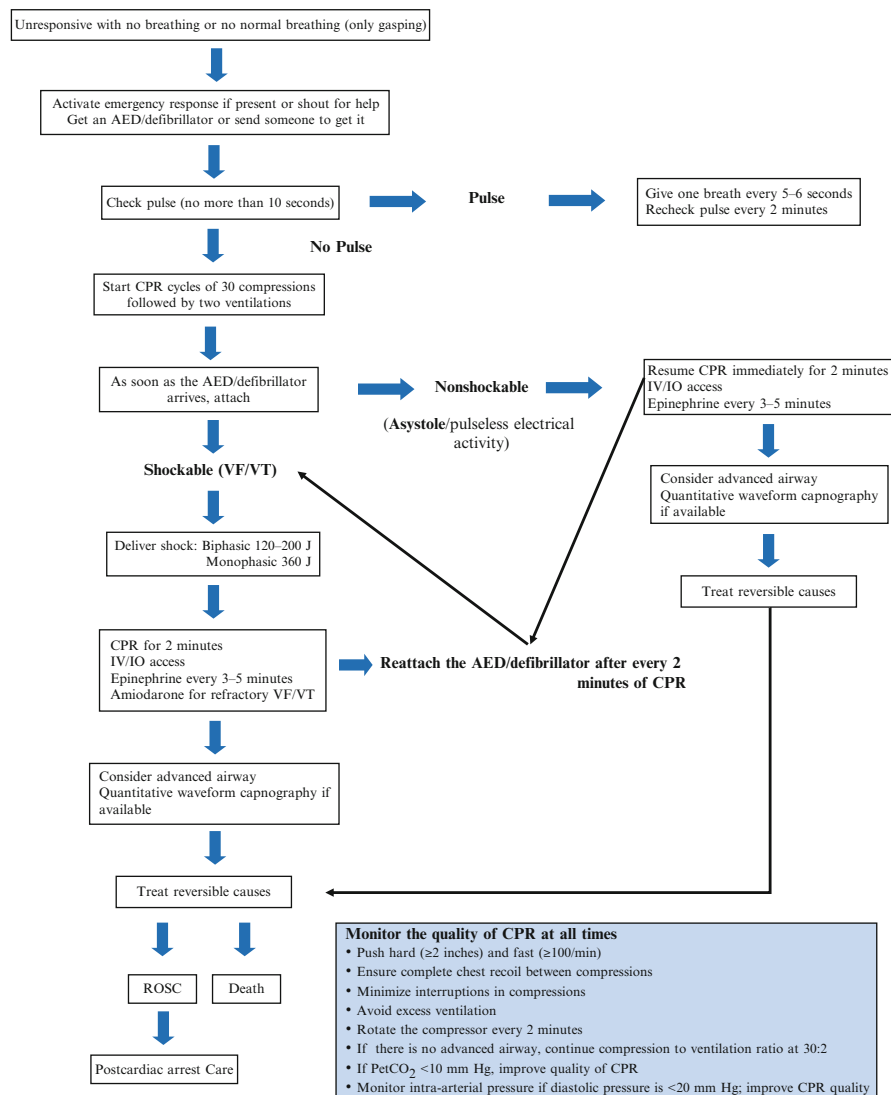 Unresponsive with no breathing or no normal breathing (only gasping)
Activate emergency response if present or shout for help
Get an AED/defibrillator or send someone to get it
Check pulse (no more than 10 seconds)
Pulse
Give one breath every 5–6 seconds
Recheck pulse every 2 minutes
No Pulse
Start CPR cycles of 30 compressions
followed by two ventilations
As soon as the AED/defibrillator
arrives, attach
Nonshockable
(Asystole/pulseless electrical
activity)
Resume CPR immediately for 2 minutes
IV/IO access
Epinephrine every 3–5 minutes
Shockable (VF/VT)
Consider advanced airway
Quantitative waveform capnography
if available
Deliver shock: Biphasic 120–200 J
Monophasic 360 J
Treat reversible causes
CPR for 2 minutes
IV/IO access
Epinephrine every 3–5 minutes
Amiodarone for refractory VF/VT
Reattach the AED/defibrillator after every 2
minutes of CPR
Consider advanced airway
Quantitative waveform capnography if
available
Treat reversible causes
ROSC
Death
Postcardiac arrest Care
Monitor the quality of CPR at all times
• Push hard (≥2 inches) and fast (≥100/min)
• Ensure complete chest recoil between compressions
• Minimize interruptions in compressions
• Avoid excess ventilation
• Rotate the compressor every 2 minutes
• If there is no advanced airway, continue compression to ventilation ratio at 30:2
• If PetCO₂ <10 mm Hg, improve quality of CPR
• Monitor intra-arterial pressure if diastolic pressure is <20 mm Hg; improve CPR quality